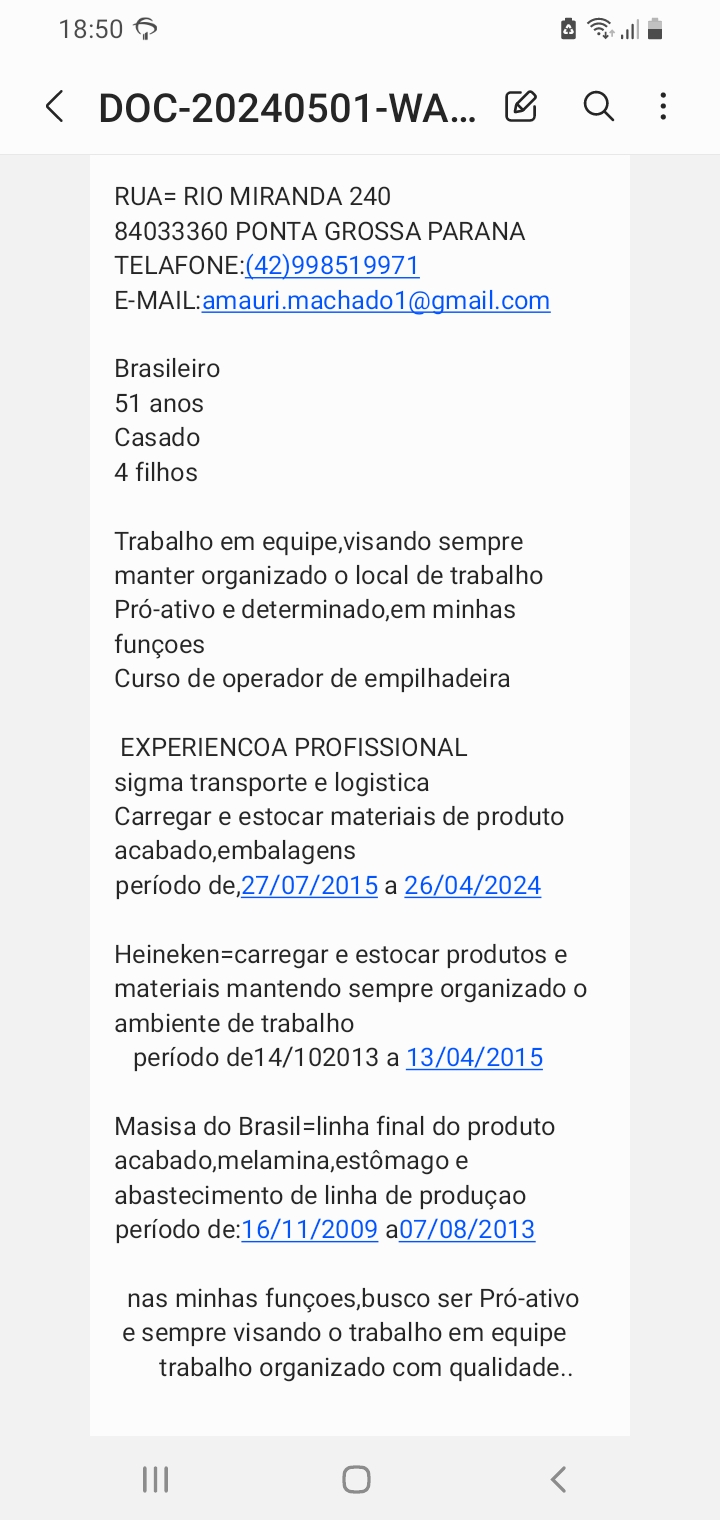 18:50
DOC-20240501-WA...
RUA= RIO MIRANDA 240
84033360 PONTA GROSSA PARANA
TELAFONE:(42)998519971
E-MAIL:amauri.machado1@gmail.com
Brasileiro
51 anos
Casado
4 filhos
Trabalho em equipe,visando sempre
manter organizado o local de trabalho
Pró-ativo e determinado,em minhas
funçoes
Curso de operador de empilhadeira
EXPERIENCOA PROFISSIONAL
sigma transporte e logistica
Carregar e estocar materiais de produto
acabado,embalagens
período de,27/07/2015 a 26/04/2024
Heineken=carregar e estocar produtos e
materiais mantendo sempre organizado o
ambiente de trabalho
período de14/102013 a 13/04/2015
Masisa do Brasil=linha final do produto
acabado,melamina,estômago e
abastecimento de linha de produçao
período de:16/11/2009 a07/08/2013
nas minhas funçoes,busco ser Pró-ativo
e sempre visando o trabalho em equipe
trabalho organizado com qualidade..